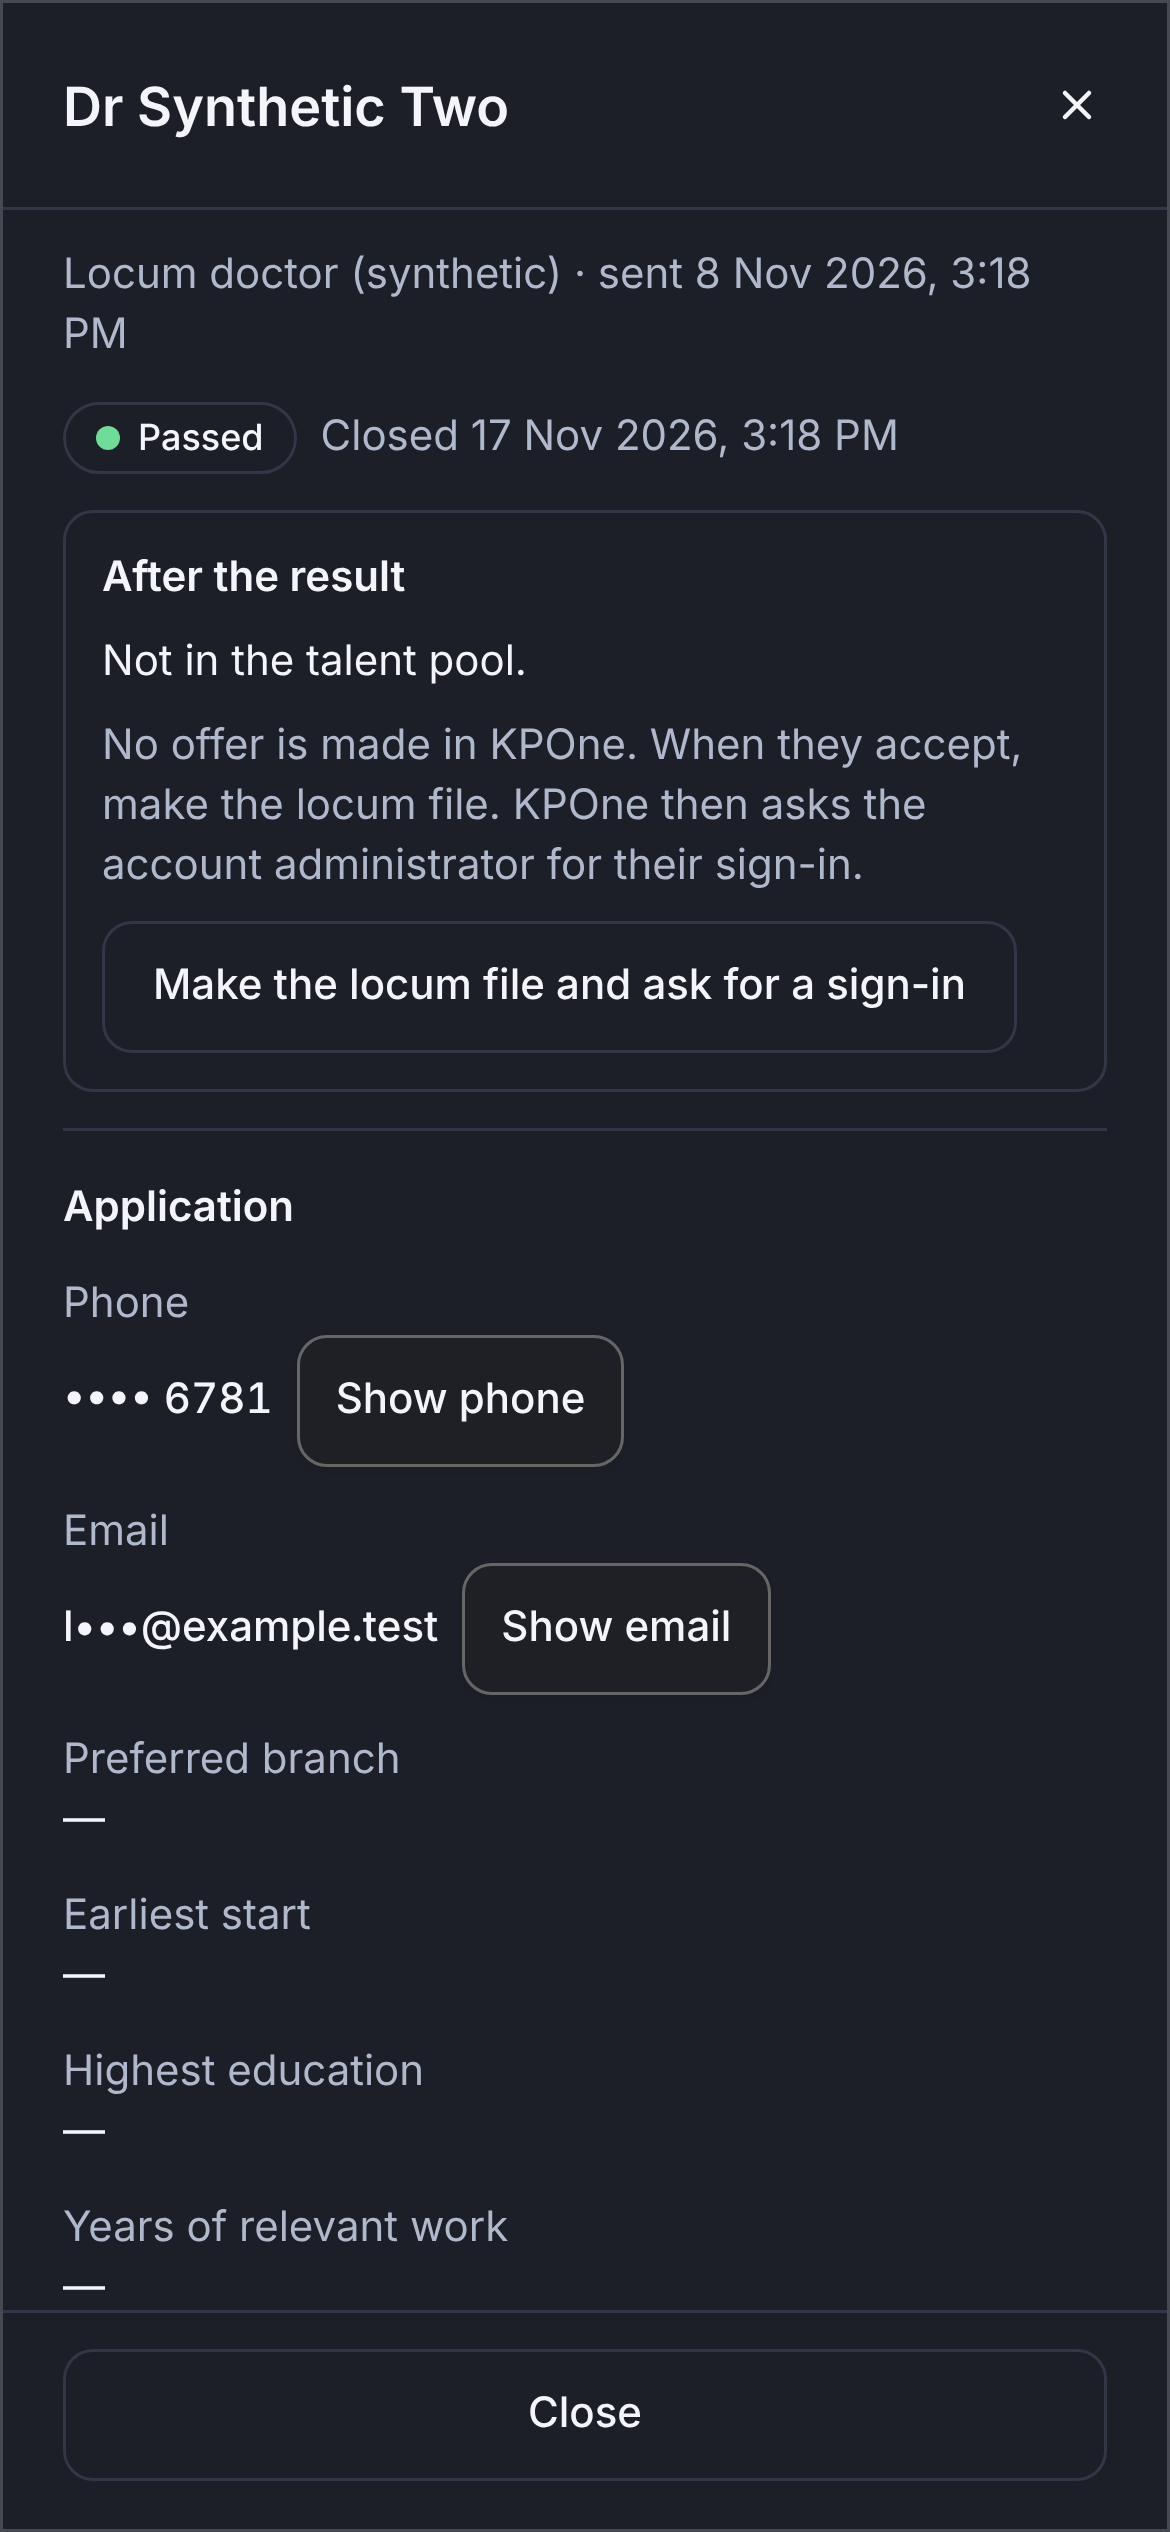 Dr Synthetic Two
Locum doctor (synthetic) · sent 8 Nov 2026, 3:18
PM
Passed
Closed 17 Nov 2026, 3:18 PM
After the result
Not in the talent pool.
No offer is made in KPOne. When they accept,
make the locum file. KPOne then asks the
account administrator for their sign-in.
Make the locum file and ask for a sign-in
Application
Phone
•••• 6781
Show phone
Email
l•••@example.test
Show email
Preferred branch
—
Earliest start
—
Highest education
—
Years of relevant work
—
Close